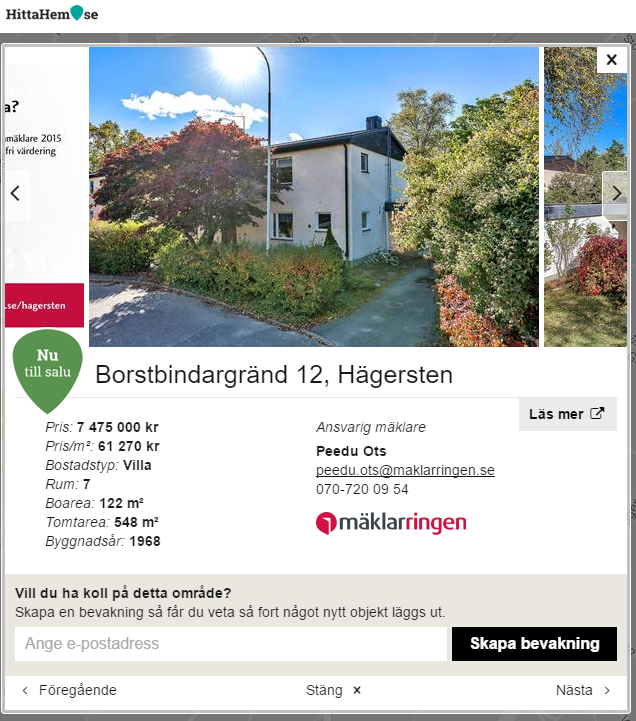 HittaHem.se
a?
mäklare 2015
fri värdering
.se/hagersten
Nu
till salu
Borstbindargränd 12, Hägersten
Läs mer
Pris: 7 475 000 kr
Pris/m²: 61 270 kr
Bostadstyp: Villa
Rum: 7
Boarea: 122 m²
Tomtarea: 548 m²
Byggnadsår: 1968
Ansvarig mäklare
Peedu Ots
peedu.ots@maklarringen.se
070-720 09 54
mäklarringen
Vill du ha koll på detta område?
Skapa en bevakning så får du veta så fort något nytt objekt läggs ut.
Ange e-postadress
Skapa bevakning
Föregående
Stäng ×
Nästa